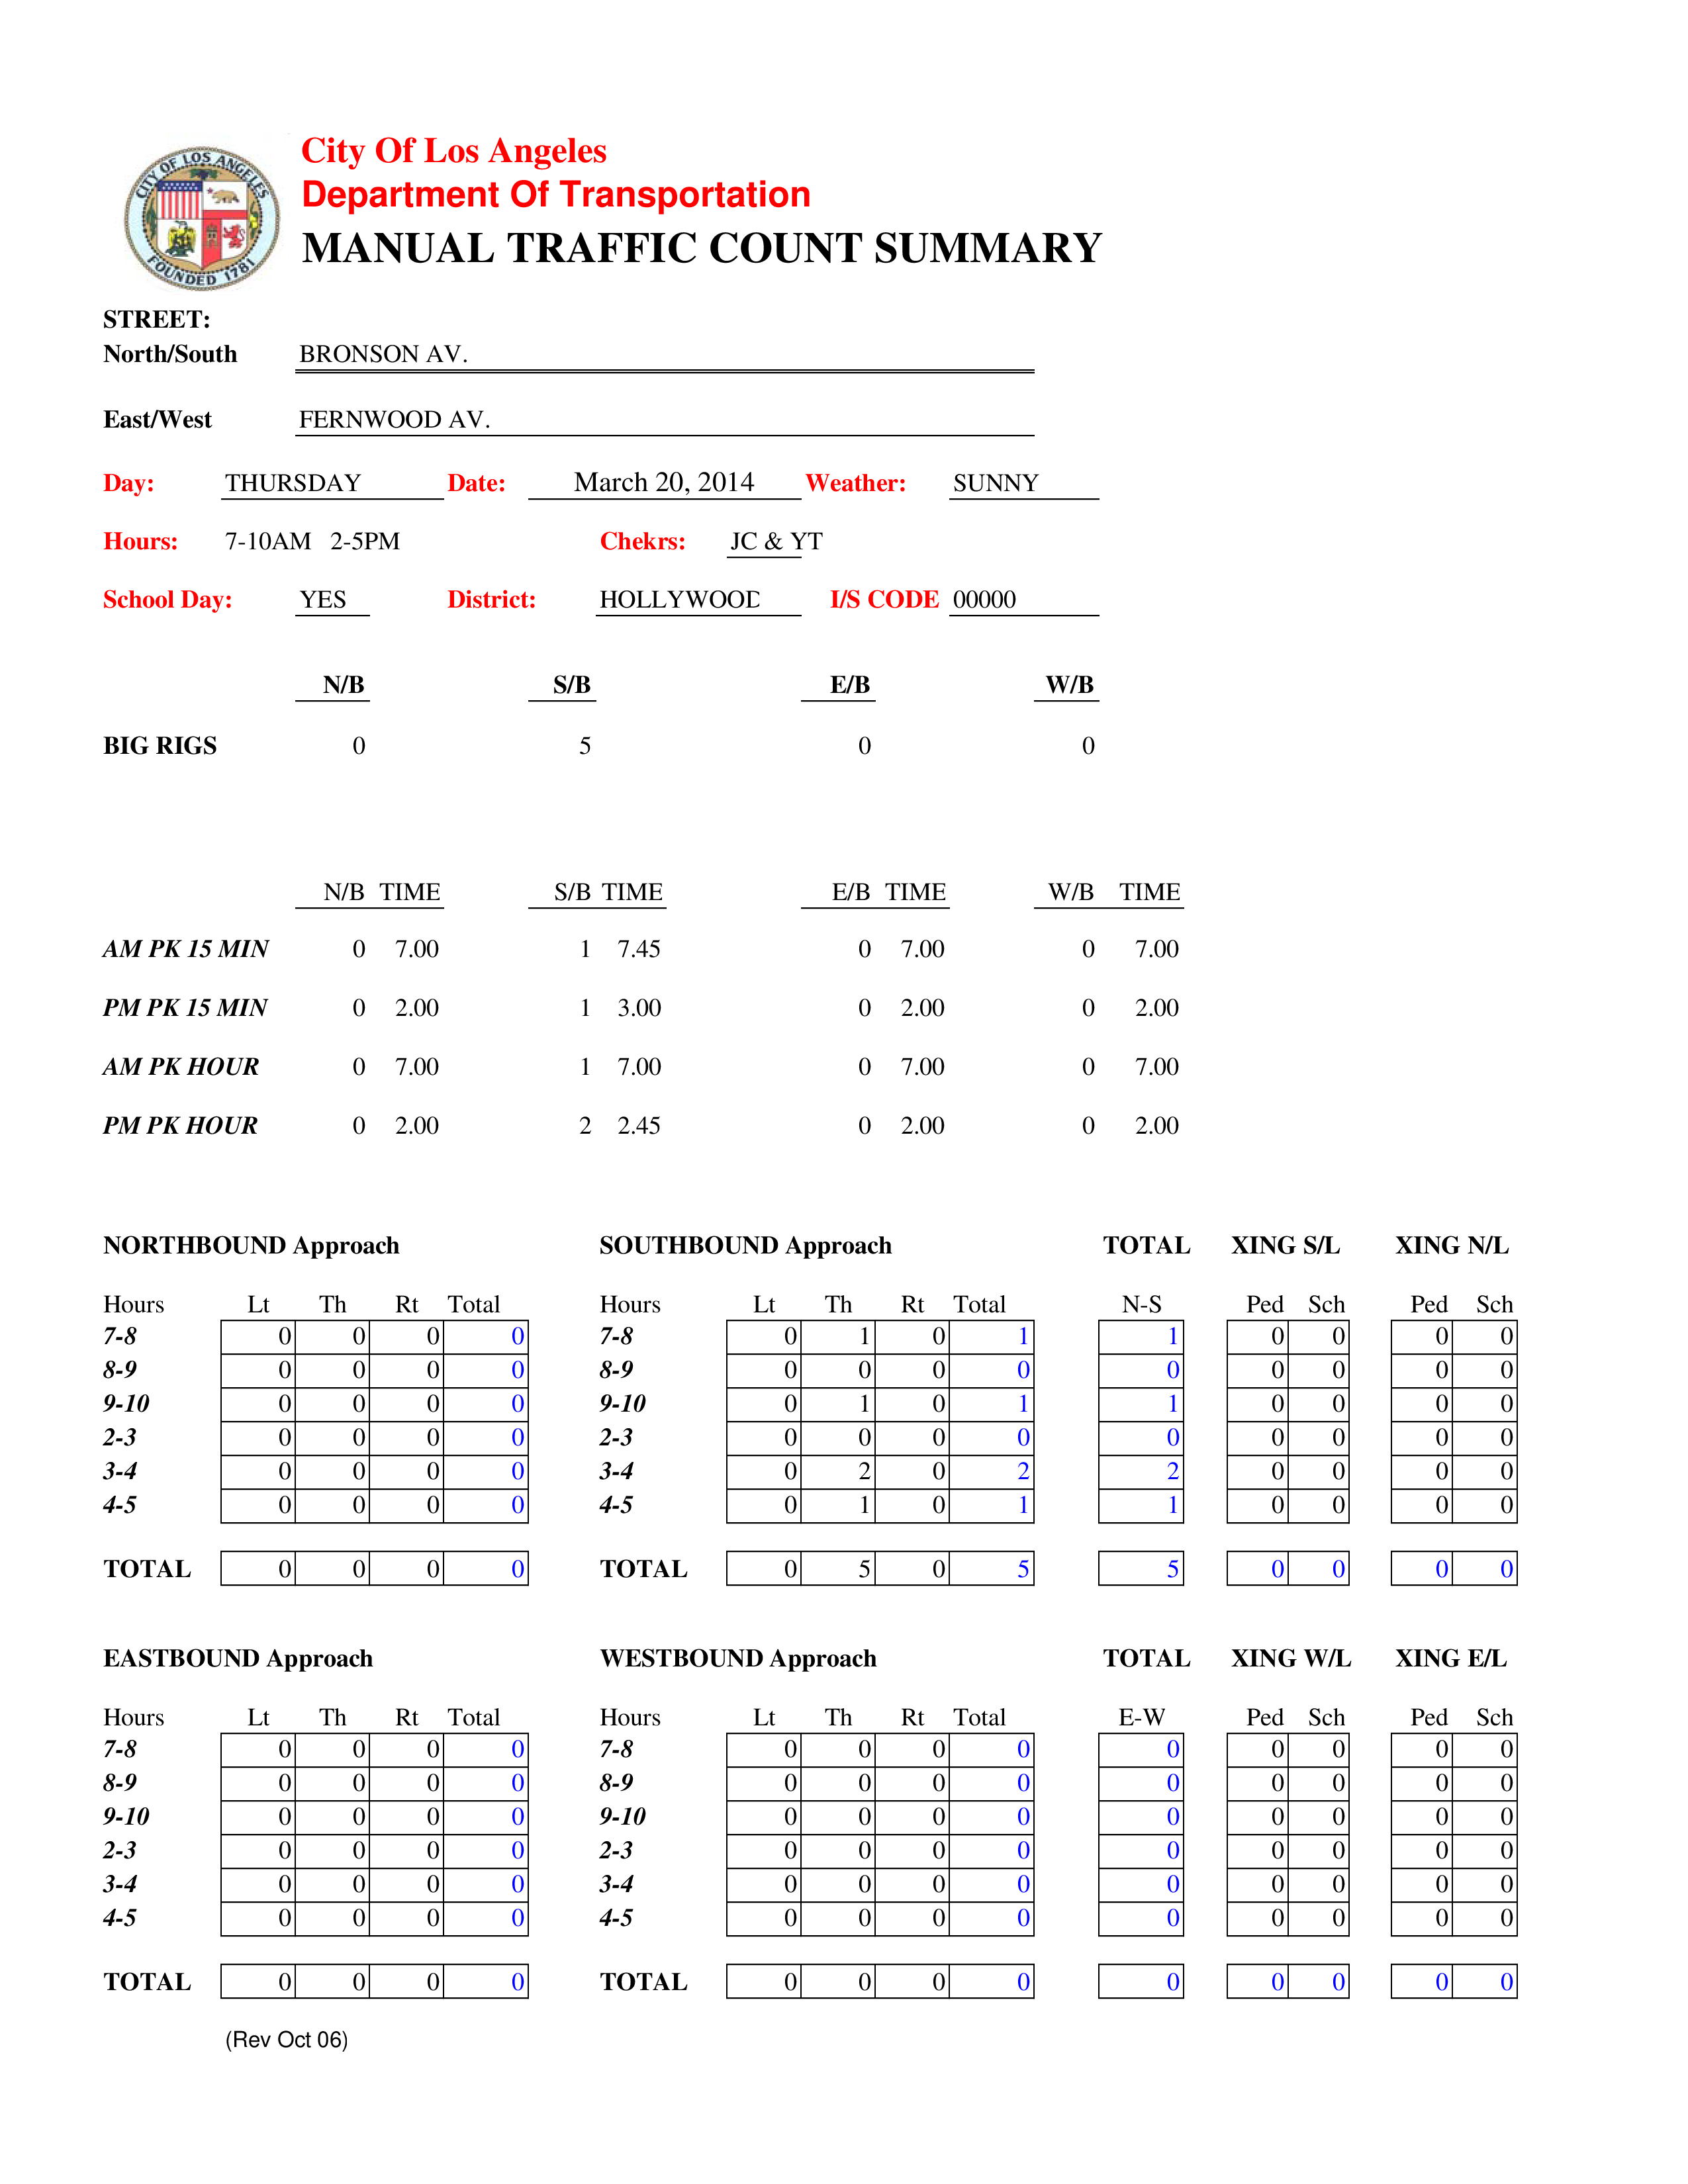 CITY OF LOS ANGELES
FOUNDED 1781
City Of Los Angeles
Department Of Transportation
MANUAL TRAFFIC COUNT SUMMARY
STREET:
North/South BRONSON AV.
East/West FERNWOOD AV.
Day: THURSDAY Date: March 20, 2014 Weather: SUNNY
Hours: 7-10AM 2-5PM Chekrs: JC & YT
School Day: YES District: HOLLYWOOD I/S CODE 00000
N/B S/B E/B W/B
BIG RIGS 0 5 0 0
N/B TIME S/B TIME E/B TIME W/B TIME
AM PK 15 MIN 0 7.00 1 7.45 0 7.00 0 7.00
PM PK 15 MIN 0 2.00 1 3.00 0 2.00 0 2.00
AM PK HOUR 0 7.00 1 7.00 0 7.00 0 7.00
PM PK HOUR 0 2.00 2 2.45 0 2.00 0 2.00
NORTHBOUND Approach SOUTHBOUND Approach TOTAL XING S/L XING N/L
Hours Lt Th Rt Total Hours Lt Th Rt Total N-S Ped Sch Ped Sch
7-8 0 0 0 0 7-8 0 1 0 1 1 0 0 0 0
8-9 0 0 0 0 8-9 0 0 0 0 0 0 0 0 0
9-10 0 0 0 0 9-10 0 1 0 1 1 0 0 0 0
2-3 0 0 0 0 2-3 0 0 0 0 0 0 0 0 0
3-4 0 0 0 0 3-4 0 2 0 2 2 0 0 0 0
4-5 0 0 0 0 4-5 0 1 0 1 1 0 0 0 0
TOTAL 0 0 0 0 TOTAL 0 5 0 5 5 0 0 0 0
EASTBOUND Approach WESTBOUND Approach TOTAL XING W/L XING E/L
Hours Lt Th Rt Total Hours Lt Th Rt Total E-W Ped Sch Ped Sch
7-8 0 0 0 0 7-8 0 0 0 0 0 0 0 0 0
8-9 0 0 0 0 8-9 0 0 0 0 0 0 0 0 0
9-10 0 0 0 0 9-10 0 0 0 0 0 0 0 0 0
2-3 0 0 0 0 2-3 0 0 0 0 0 0 0 0 0
3-4 0 0 0 0 3-4 0 0 0 0 0 0 0 0 0
4-5 0 0 0 0 4-5 0 0 0 0 0 0 0 0 0
TOTAL 0 0 0 0 TOTAL 0 0 0 0 0 0 0 0 0
(Rev Oct 06)